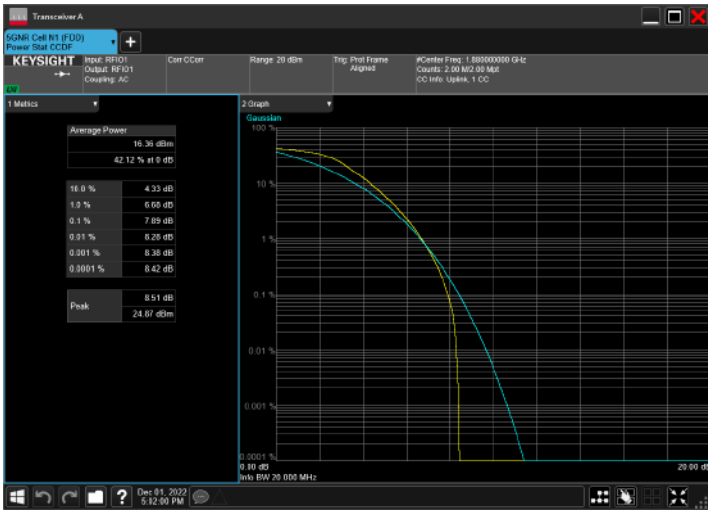 Transceiver A
5GNR Cell N1 (FDD)
Power Stat CCDF
KEYSIGHT
Input: RFIO1
Output: RFIO1
Coupling: AC
Corr CCorr
Range: 20 dBm
Trig: Prot Frame
Aligned
#Center Freq: 1.880000000 GHz
Counts: 2.00 M/2.00 Mpt
CC Info: Uplink, 1 CC
1 Metrics
2 Graph
Average Power
16.36 dBm
42.12 % at 0 dB
10.0 % 4.33 dB
1.0 % 6.68 dB
0.1 % 7.89 dB
0.01 % 8.28 dB
0.001 % 8.38 dB
0.0001 % 8.42 dB
Peak 8.51 dB
24.87 dBm
Gaussian
100 %
10 %
1 %
0.1 %
0.01 %
0.001 %
0.0001 %
0.00 dB
20.00 dB
Info BW 20.000 MHz
?
Dec 01, 2022
5:12:00 PM